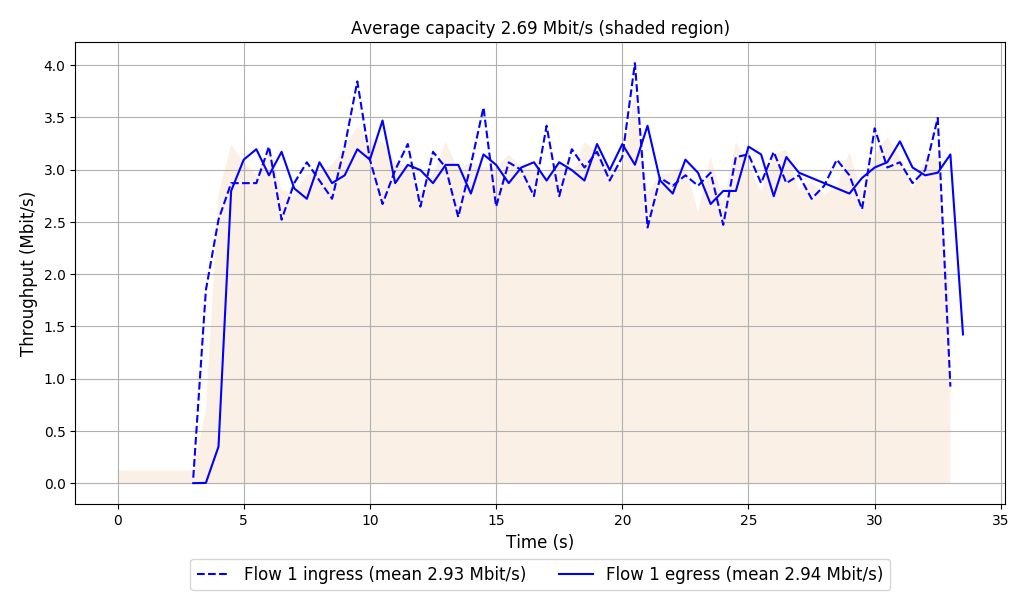 Average capacity 2.69 Mbit/s (shaded region)
Throughput (Mbit/s)
4.0
3.5
3.0
2.5
2.0
1.5
1.0
0.5
0.0
0 5 10 15 20 25 30 35
Time (s)
Flow 1 ingress (mean 2.93 Mbit/s) Flow 1 egress (mean 2.94 Mbit/s)